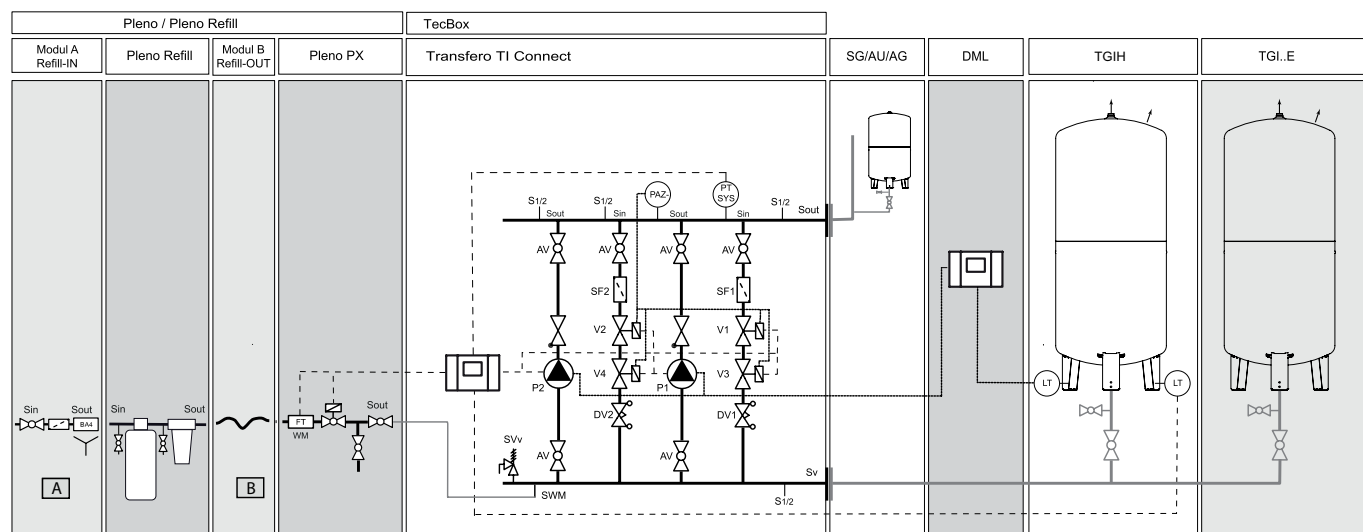 Pleno / Pleno Refill
TecBox
Modul A
Refill-IN
Pleno Refill
Modul B
Refill-OUT
Pleno PX
Transfero TI Connect
SG/AU/AG
DML
TGIH
TGI..E
S1/2
Sout
S1/2
Sin
PAZ-
Sout
PT
SYS
Sin
S1/2
Sout
AV
AV
AV
AV
SF2
SF1
V2
V1
V4
V3
P2
P1
DV2
DV1
LT
LT
Sin
Sout
BA4
Sin
Sout
FT
WM
Sout
SVv
AV
AV
Sv
SWM
S1/2
A
B